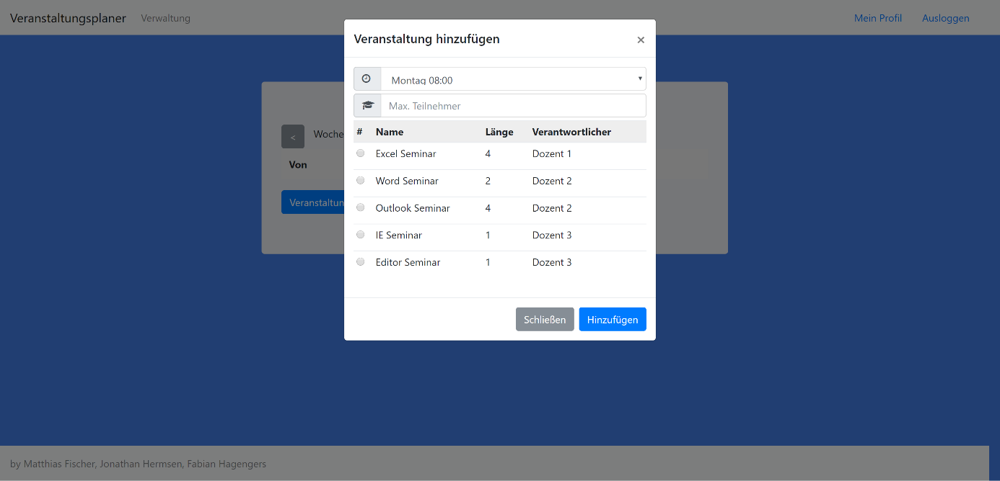 Veranstaltungsplaner Verwaltung Mein Profil Ausloggen
Veranstaltung hinzufügen ×
Montag 08:00
Max. Teilnehmer
# Name Länge Verantwortlicher
Excel Seminar 4 Dozent 1
Word Seminar 2 Dozent 2
Outlook Seminar 4 Dozent 2
IE Seminar 1 Dozent 3
Editor Seminar 1 Dozent 3
Schließen Hinzufügen
< Woche
Von
by Matthias Fischer, Jonathan Hermsen, Fabian Hagengers